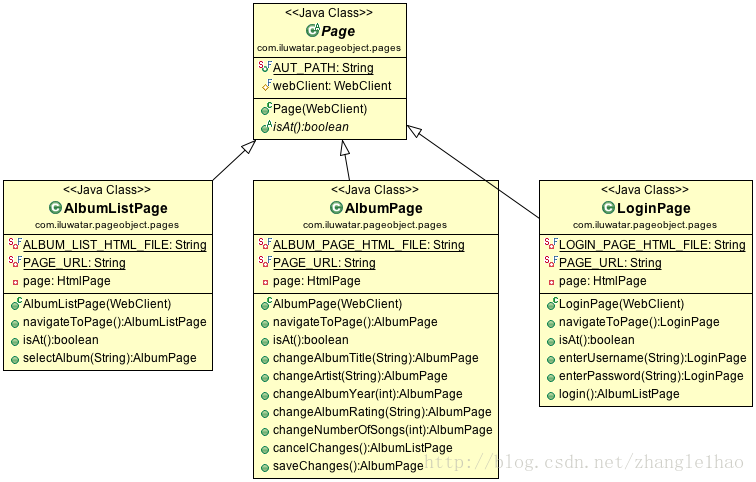 <<Java Class>>
Page
com.iluwatar.pageobject.pages
AUT_PATH: String
webClient: WebClient
Page(WebClient)
isAt():boolean
<<Java Class>>
AlbumListPage
com.iluwatar.pageobject.pages
ALBUM_LIST_HTML_FILE: String
PAGE_URL: String
page: HtmlPage
AlbumListPage(WebClient)
navigateToPage():AlbumListPage
isAt():boolean
selectAlbum(String):AlbumPage
<<Java Class>>
AlbumPage
com.iluwatar.pageobject.pages
ALBUM_PAGE_HTML_FILE: String
PAGE_URL: String
page: HtmlPage
AlbumPage(WebClient)
navigateToPage():AlbumPage
isAt():boolean
changeAlbumTitle(String):AlbumPage
changeArtist(String):AlbumPage
changeAlbumYear(int):AlbumPage
changeAlbumRating(String):AlbumPage
changeNumberOfSongs(int):AlbumPage
cancelChanges():AlbumListPage
saveChanges():AlbumPage
<<Java Class>>
LoginPage
com.iluwatar.pageobject.pages
LOGIN_PAGE_HTML_FILE: String
PAGE_URL: String
page: HtmlPage
LoginPage(WebClient)
navigateToPage():LoginPage
isAt():boolean
enterUsername(String):LoginPage
enterPassword(String):LoginPage
login():AlbumListPage
http://blog.csdn.net/zhangle1hao